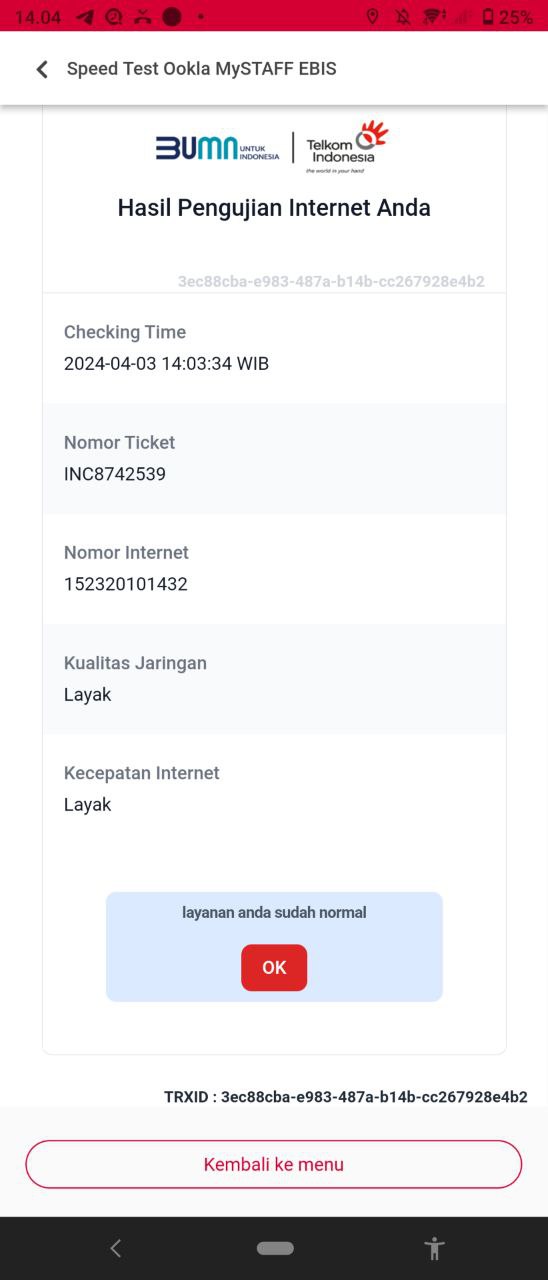 14.04
25%
Speed Test Ookla MySTAFF EBIS
BUMN UNTUK INDONESIA
Telkom Indonesia
the world in your hand
Hasil Pengujian Internet Anda
3ec88cba-e983-487a-b14b-cc267928e4b2
Checking Time
2024-04-03 14:03:34 WIB
Nomor Ticket
INC8742539
Nomor Internet
152320101432
Kualitas Jaringan
Layak
Kecepatan Internet
Layak
layanan anda sudah normal
OK
TRXID : 3ec88cba-e983-487a-b14b-cc267928e4b2
Kembali ke menu